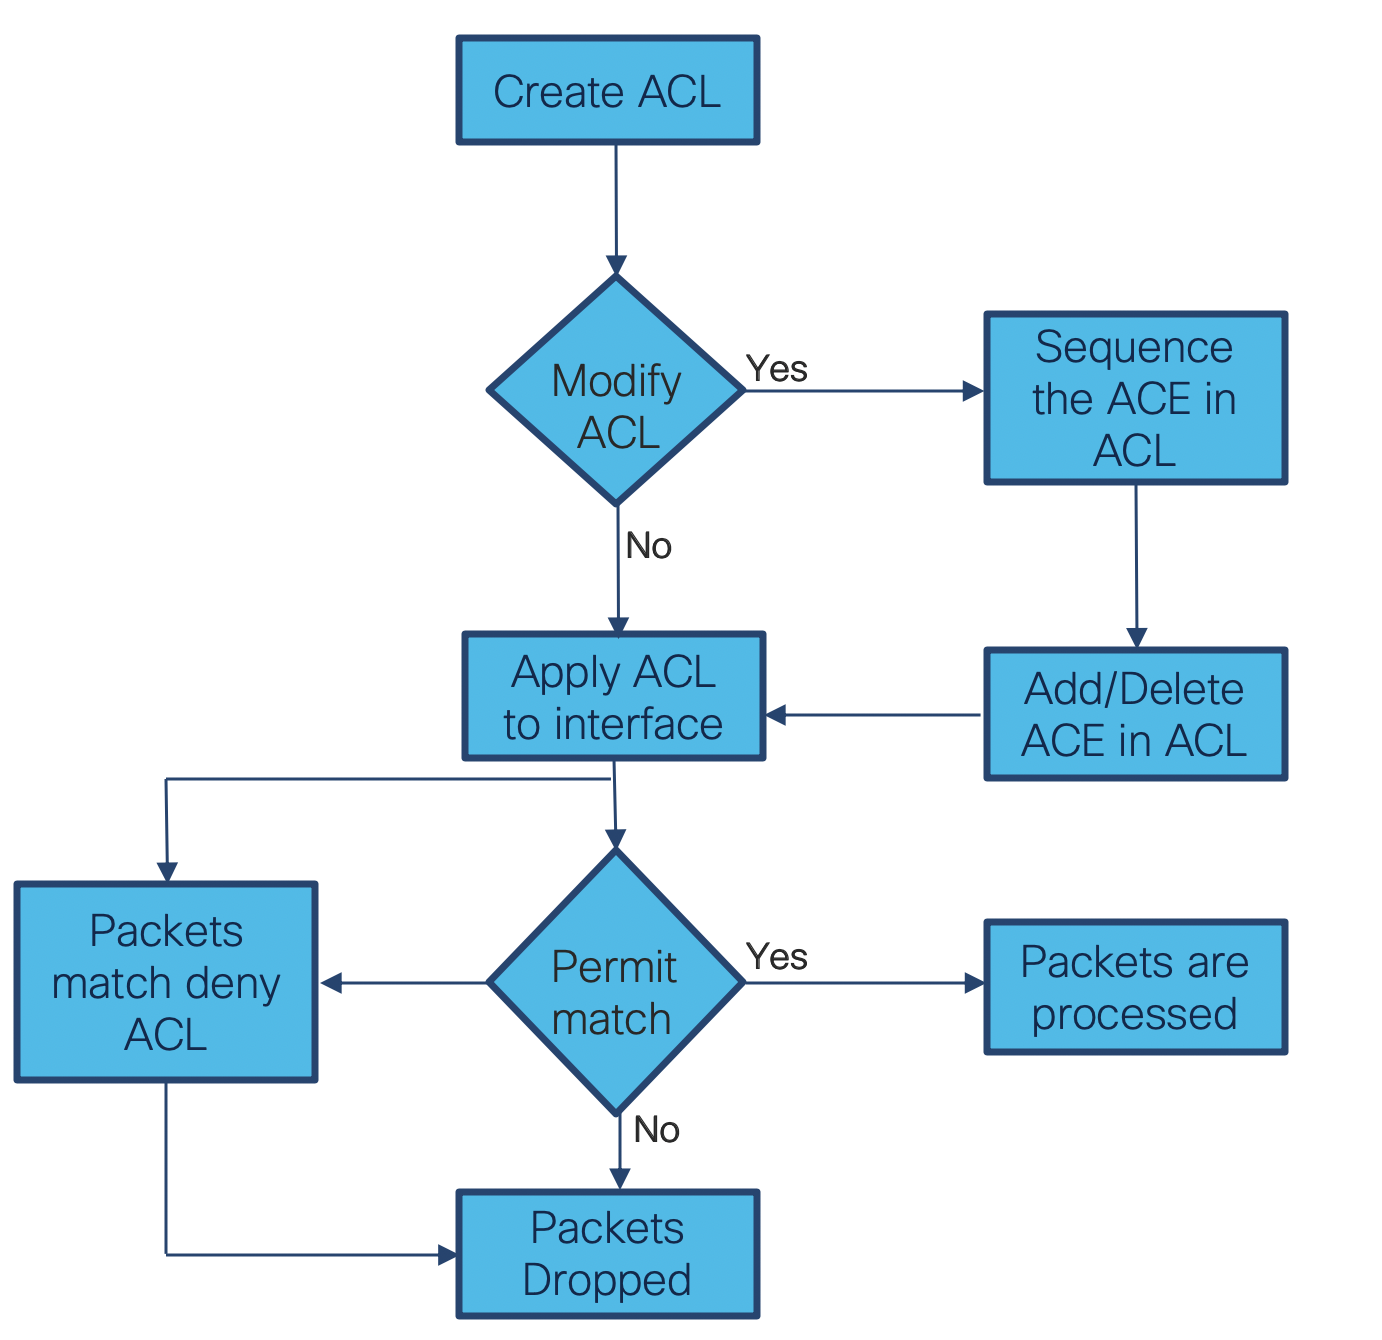 Create ACL
Modify
ACL
Yes
Sequence
the ACE in
ACL
No
Apply ACL
to interface
Add/Delete
ACE in ACL
Packets
match deny
ACL
Permit
match
Yes
Packets are
processed
No
Packets
Dropped